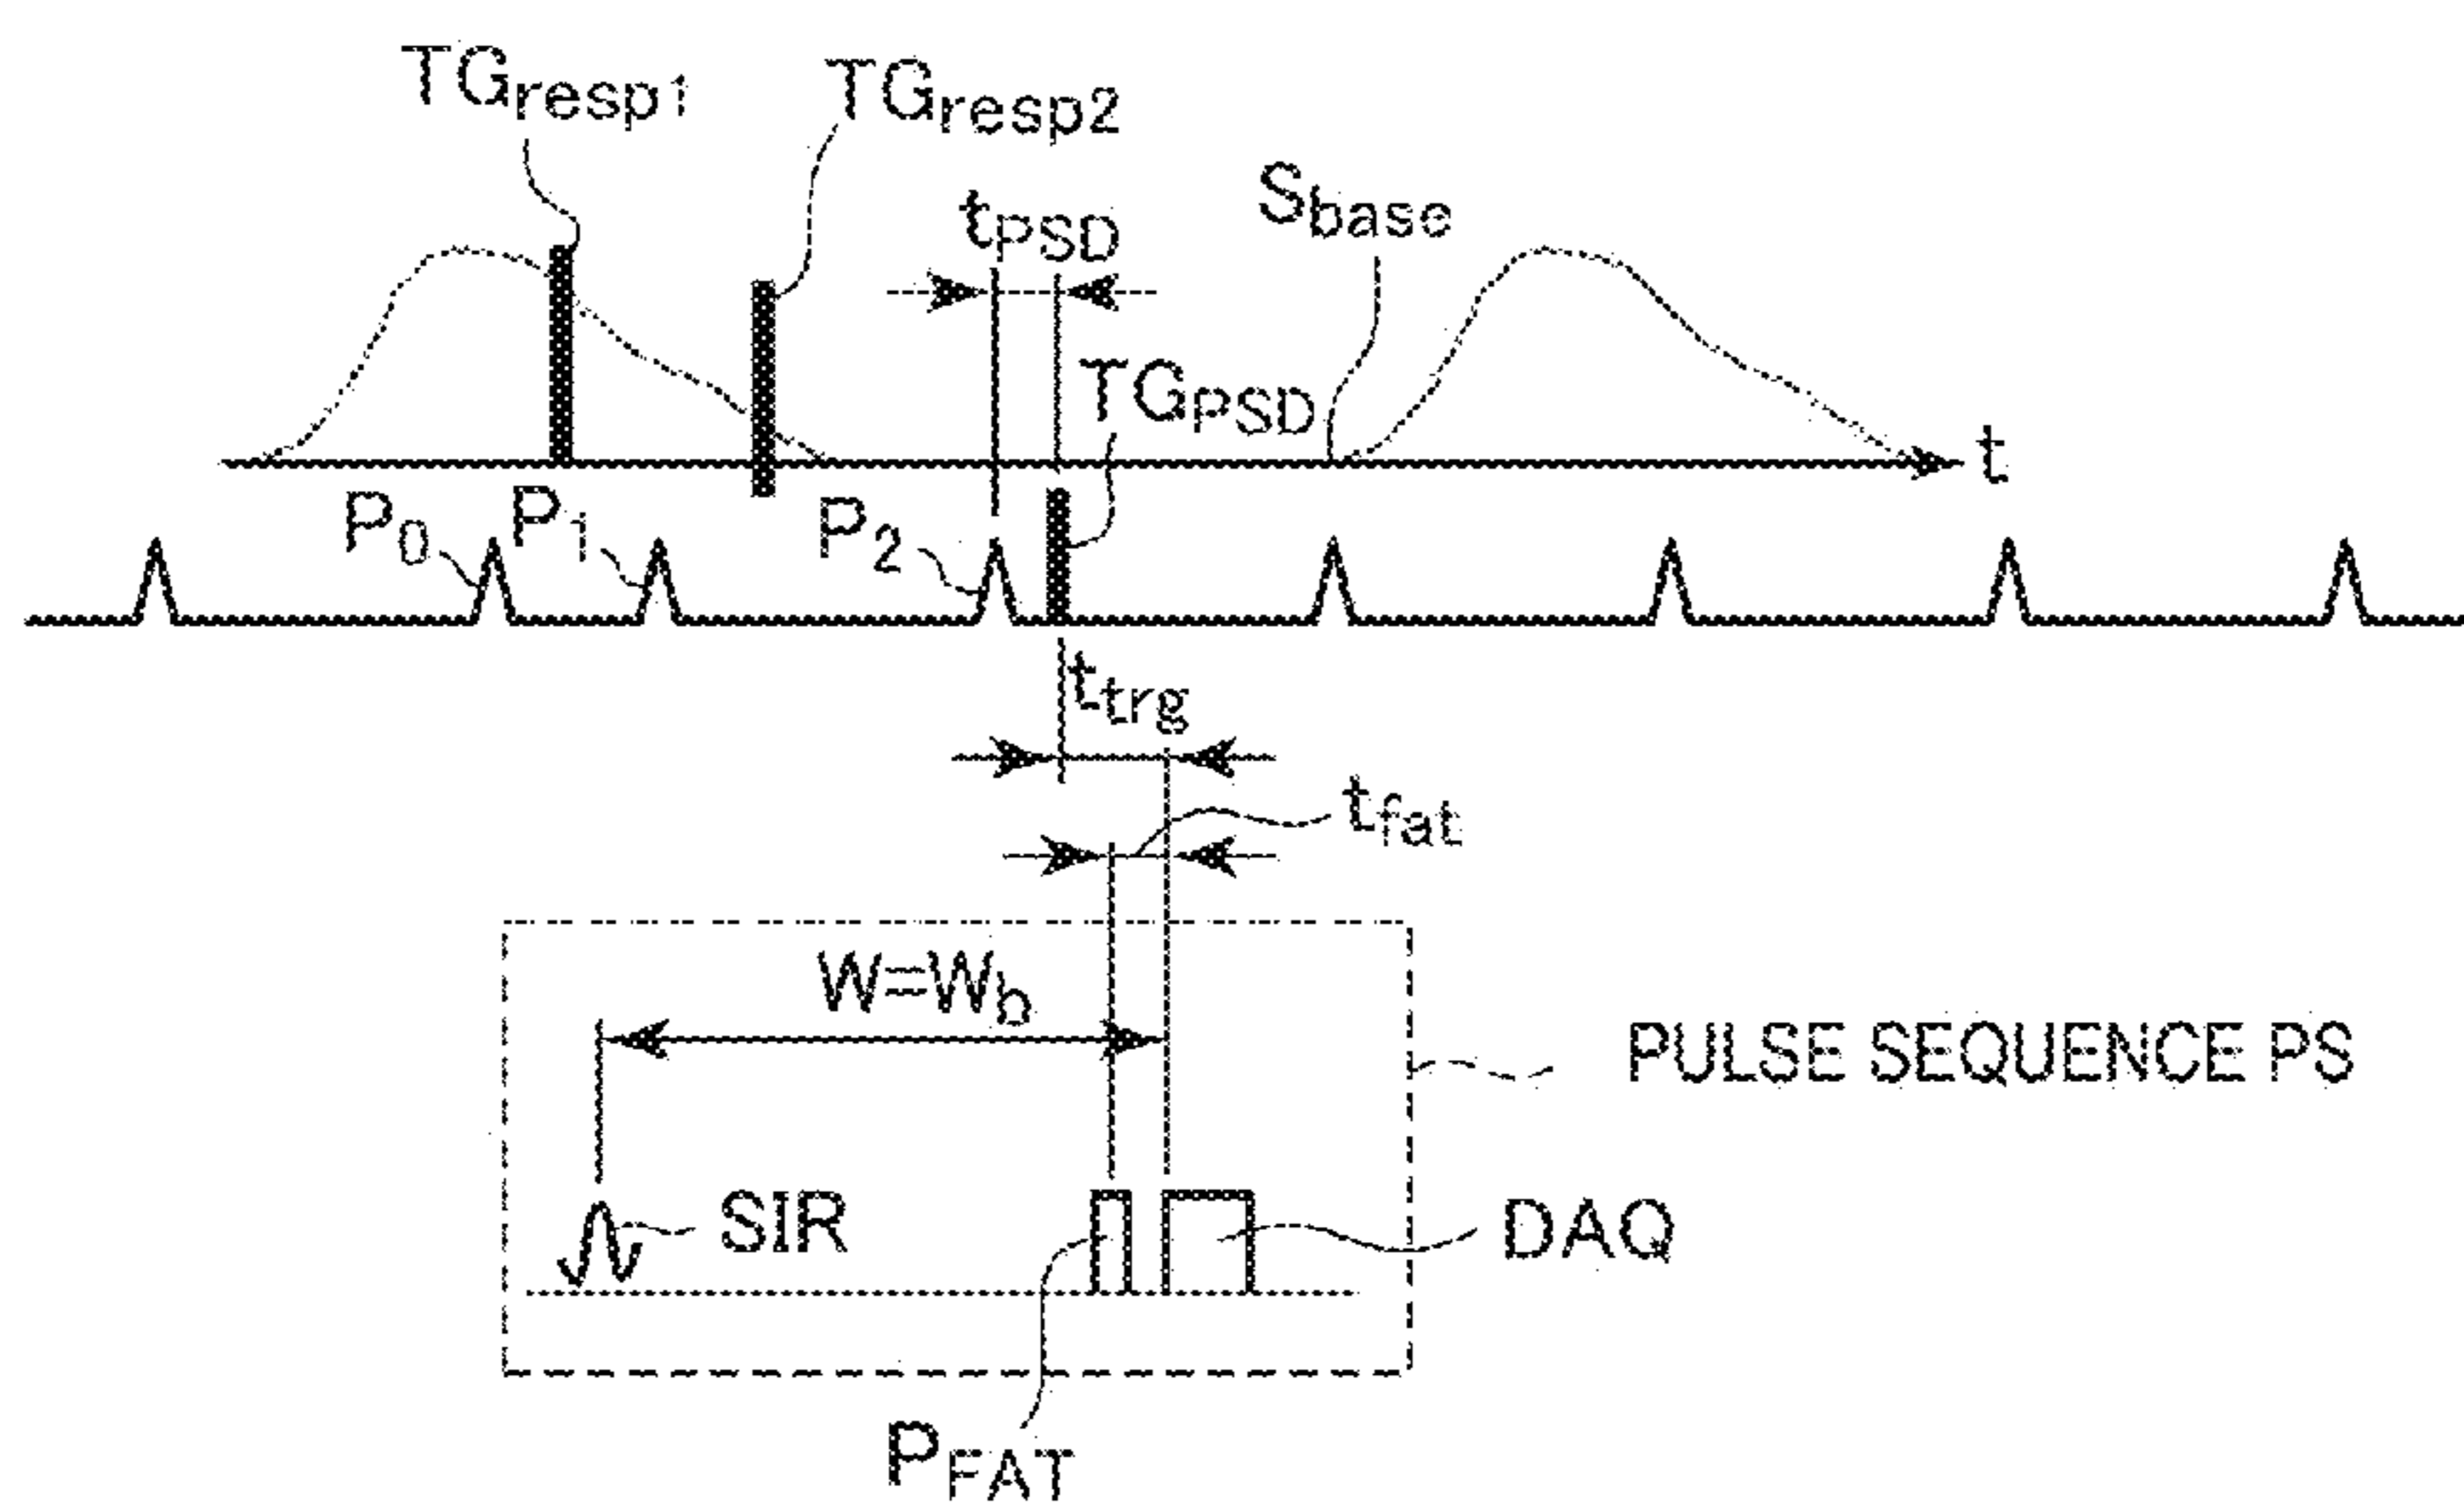 TGresp1
TGresp2
tPSD
Sbase
TGPSD
t
P0
P1
P2
ttrg
tfat
W=Wb
PULSE SEQUENCE PS
SIR
DAQ
PFAT